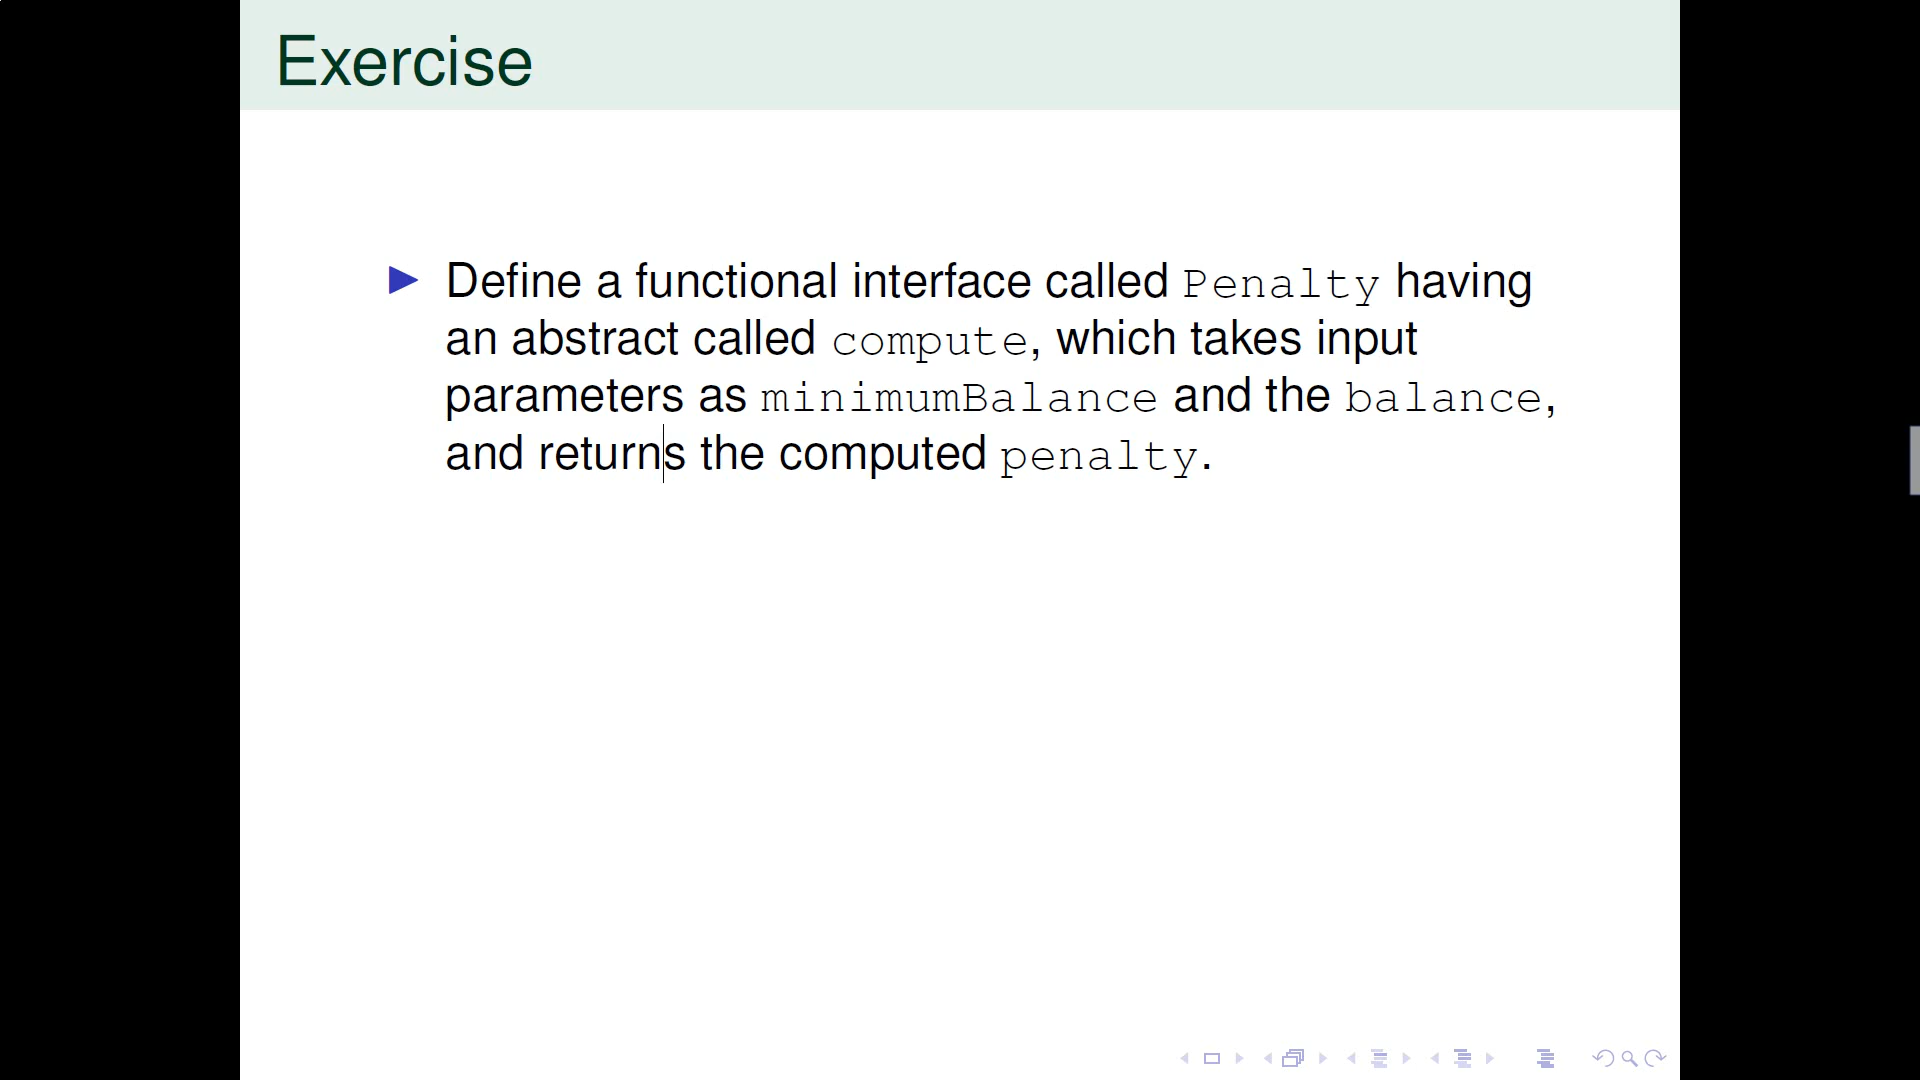 Exercise
Define a functional interface called Penalty having
an abstract called compute, which takes input
parameters as minimumBalance and the balance,
and returns the computed penalty.